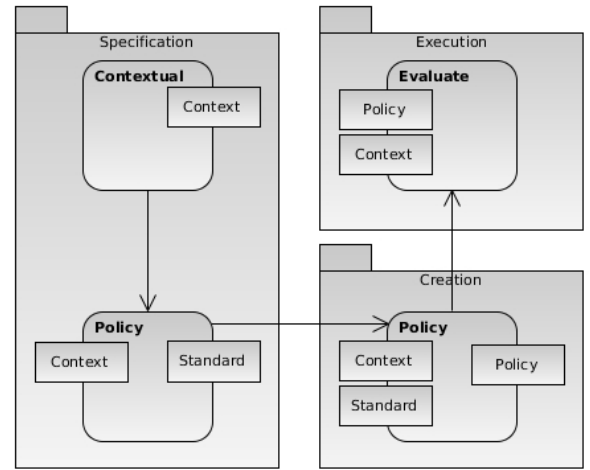 Specification
Contextual
Context
Policy
Context
Standard
Execution
Evaluate
Policy
Context
Creation
Policy
Context
Policy
Standard